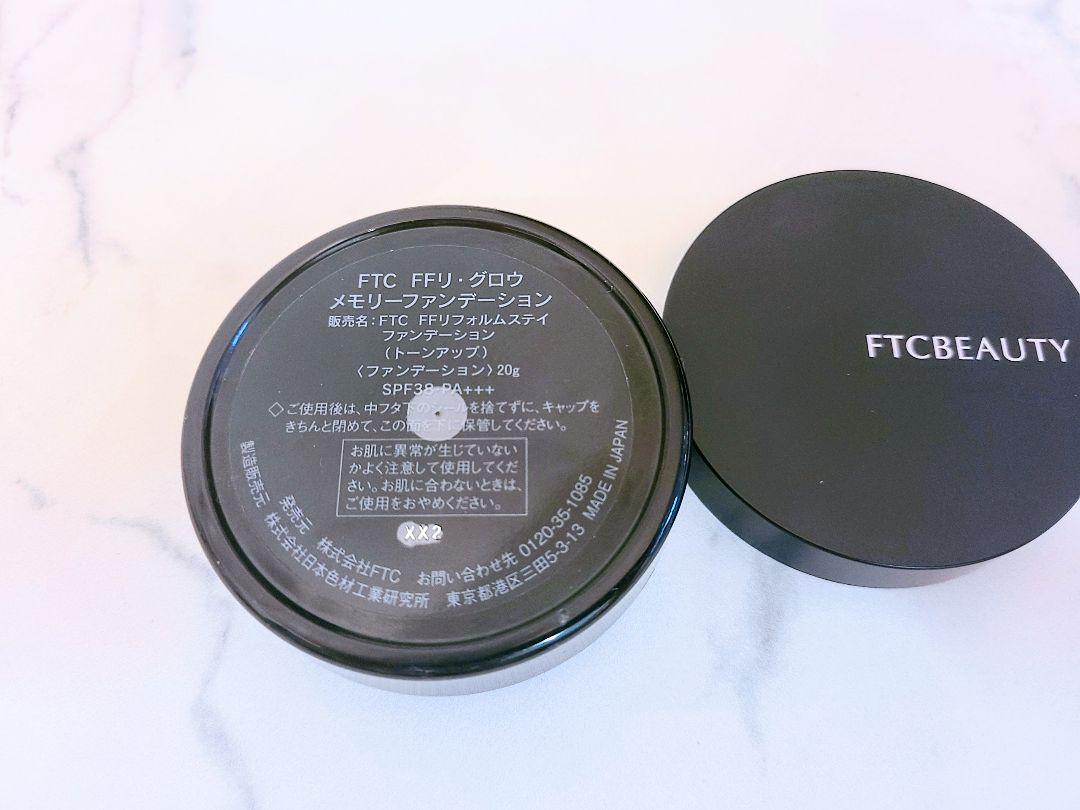 FTC FFリ・グロウ
メモリーファンデーション
販売名：FTC FFリフォルムステイ
ファンデーション
（トーンアップ）
〈ファンデーション〉20g
SPF38・PA+++
◇ご使用後は、中フタ下のシールを捨てずに、キャップを
きちんと閉めて、この面を下に保管してください。
お肌に異常が生じていない
かよく注意して使用してくだ
さい。お肌に合わないときは、
ご使用をおやめください。
XX2
発売元 株式会社FTC お問い合わせ先 0120-35-1085
製造販売元 株式会社日本色材工業研究所 東京都港区三田5-3-13 MADE IN JAPAN
FTCBEAUTY